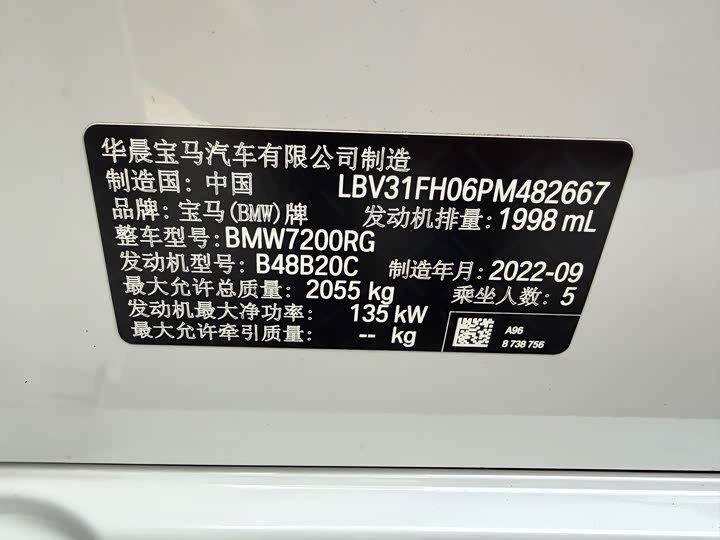 华晨宝马汽车有限公司制造
制造国: 中国 LBV31FH06PM482667
品牌: 宝马(BMW)牌 发动机排量: 1998 mL
整车型号: BMW7200RG
发动机型号: B48B20C 制造年月: 2022-09
最大允许总质量: 2055 kg 乘坐人数: 5
发动机最大净功率: 135 kW
最大允许牵引质量: -- kg
A96
8 738 756